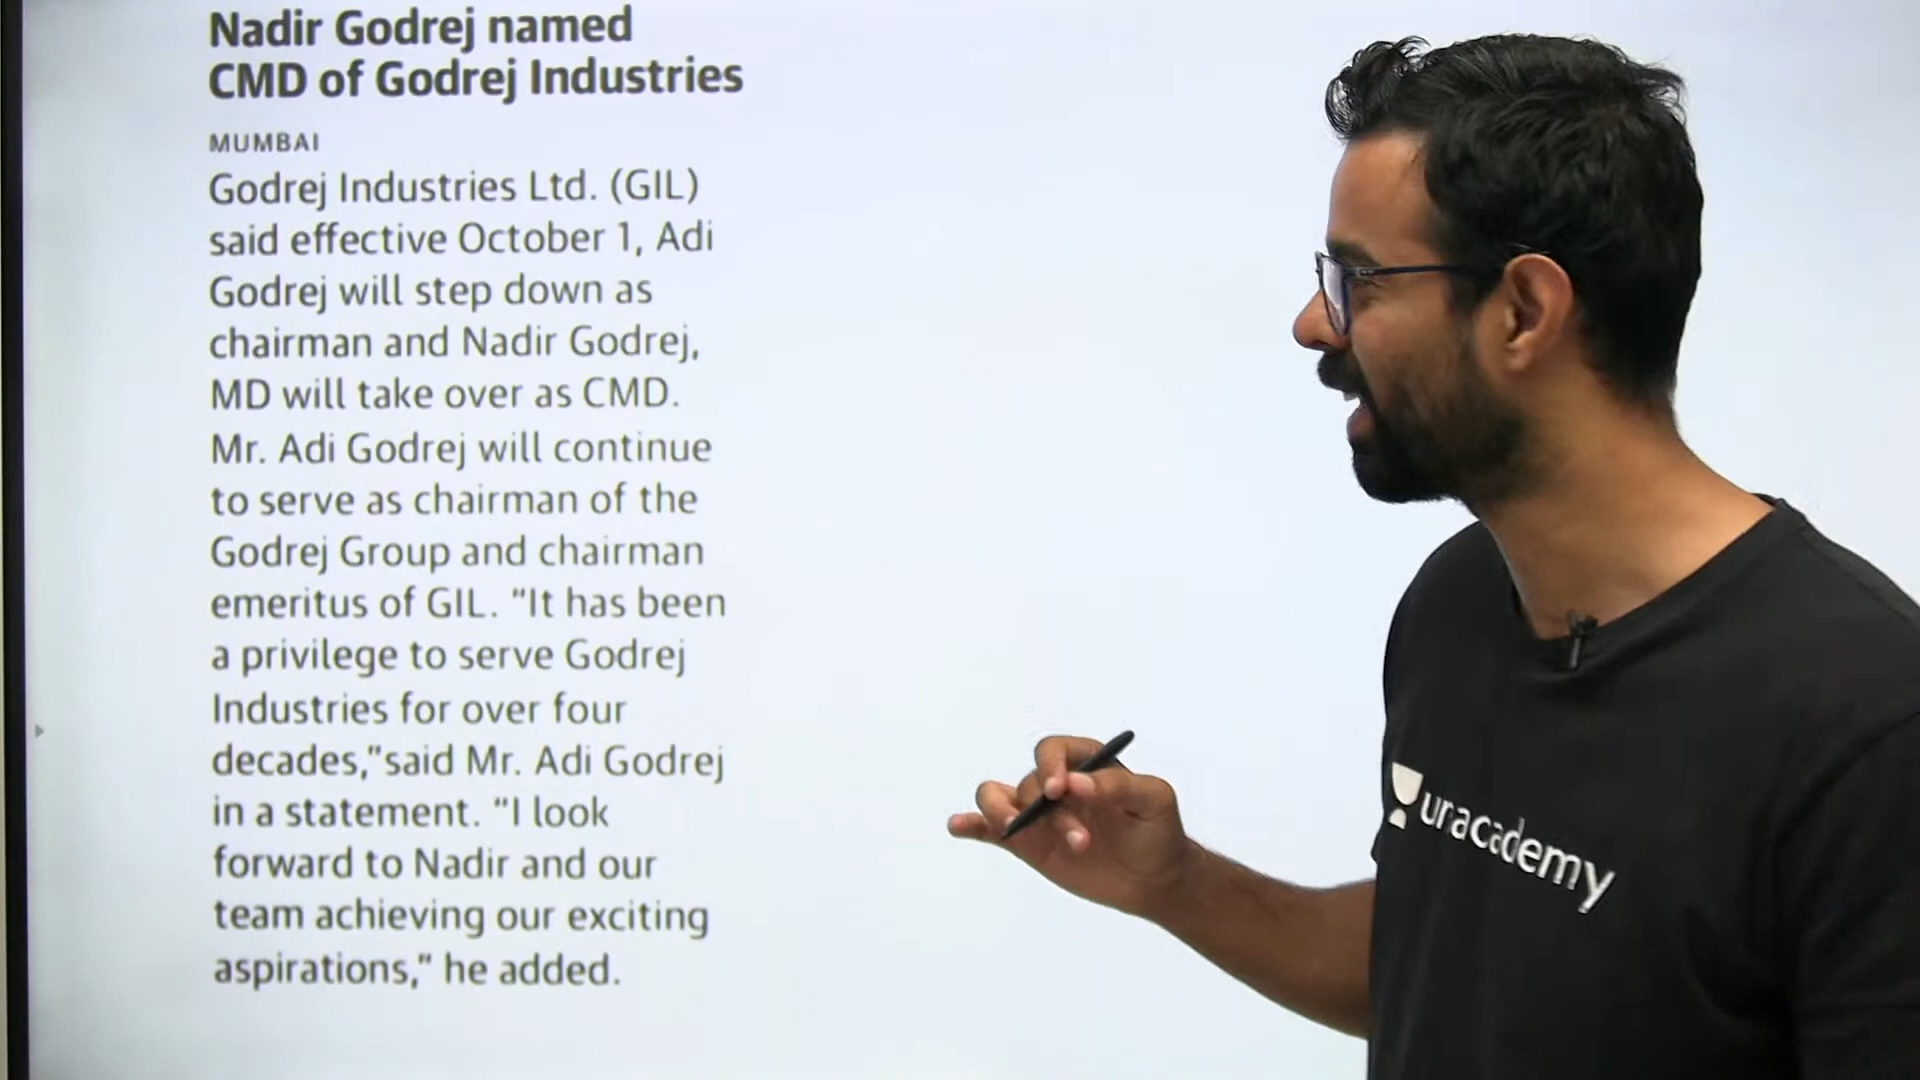 Nadir Godrej named
CMD of Godrej Industries
MUMBAI
Godrej Industries Ltd. (GIL)
said effective October 1, Adi
Godrej will step down as
chairman and Nadir Godrej,
MD will take over as CMD.
Mr. Adi Godrej will continue
to serve as chairman of the
Godrej Group and chairman
emeritus of GIL. “It has been
a privilege to serve Godrej
Industries for over four
decades,”said Mr. Adi Godrej
in a statement. “I look
forward to Nadir and our
team achieving our exciting
aspirations,” he added.
unacademy